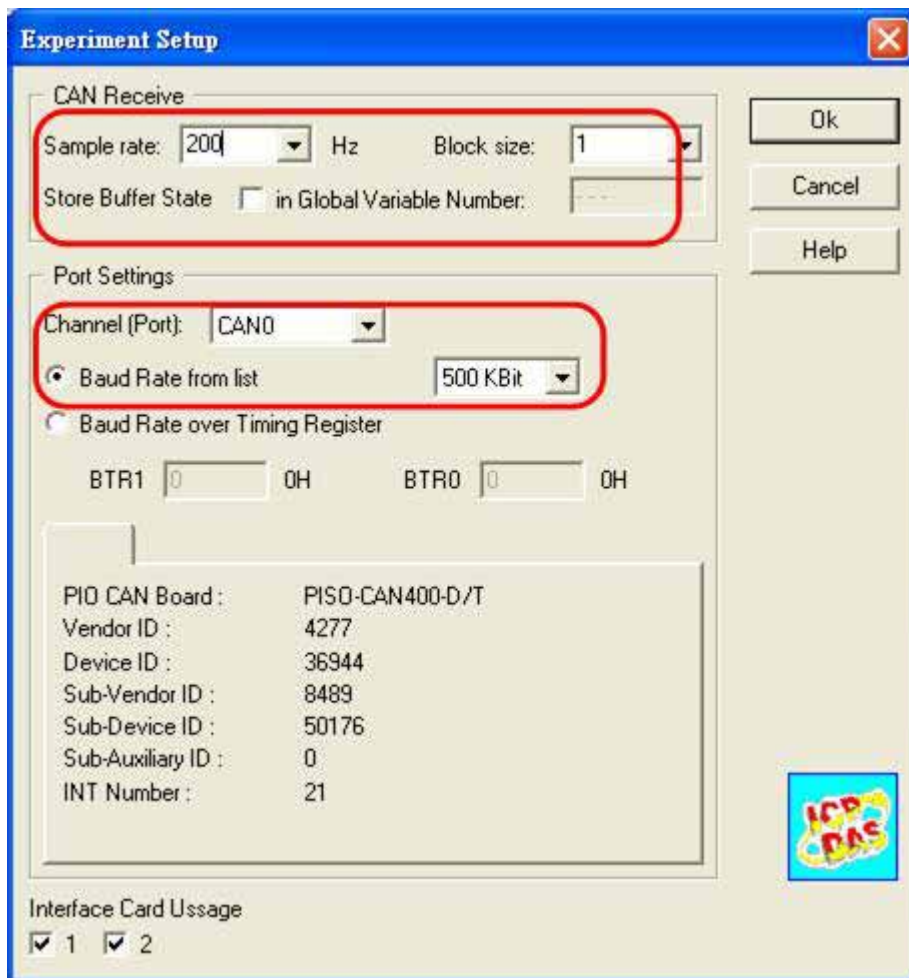 Experiment Setup
CAN Receive
Sample rate: 200 Hz Block size: 1
Store Buffer State in Global Variable Number: ---
Port Settings
Channel (Port): CAN0
Baud Rate from list 500 KBit
Baud Rate over Timing Register
BTR1 0 0H BTR0 0 0H
PIO CAN Board : PISO-CAN400-D/T
Vendor ID : 4277
Device ID : 36944
Sub-Vendor ID : 8489
Sub-Device ID : 50176
Sub-Auxiliary ID : 0
INT Number : 21
Interface Card Ussage
1 2
Ok
Cancel
Help
ICP
DAS